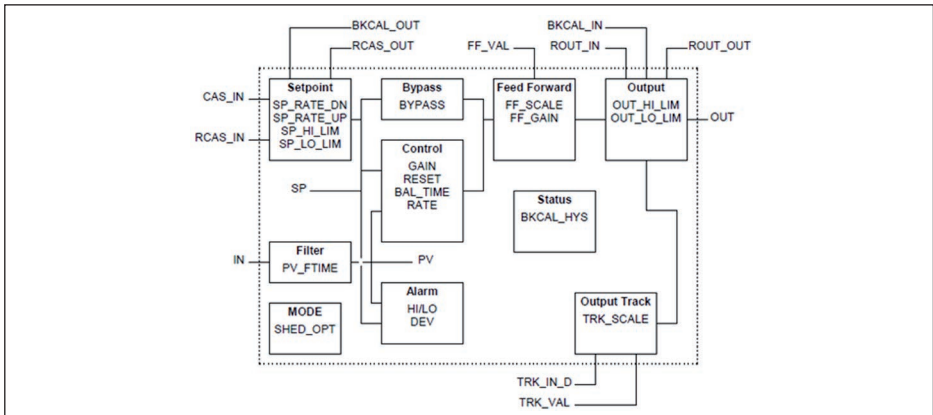 BKCAL_OUT
BKCAL_IN
RCAS_OUT
FF_VAL
ROUT_IN
ROUT_OUT
CAS_IN
RCAS_IN
Setpoint
SP_RATE_DN
SP_RATE_UP
SP_HI_LIM
SP_LO_LIM
Bypass
BYPASS
Feed Forward
FF_SCALE
FF_GAIN
Output
OUT_HI_LIM
OUT_LO_LIM
OUT
Control
GAIN
RESET
BAL_TIME
RATE
SP
Status
BKCAL_HYS
IN
Filter
PV_FTIME
PV
Alarm
HI/LO
DEV
MODE
SHED_OPT
Output Track
TRK_SCALE
TRK_IN_D
TRK_VAL